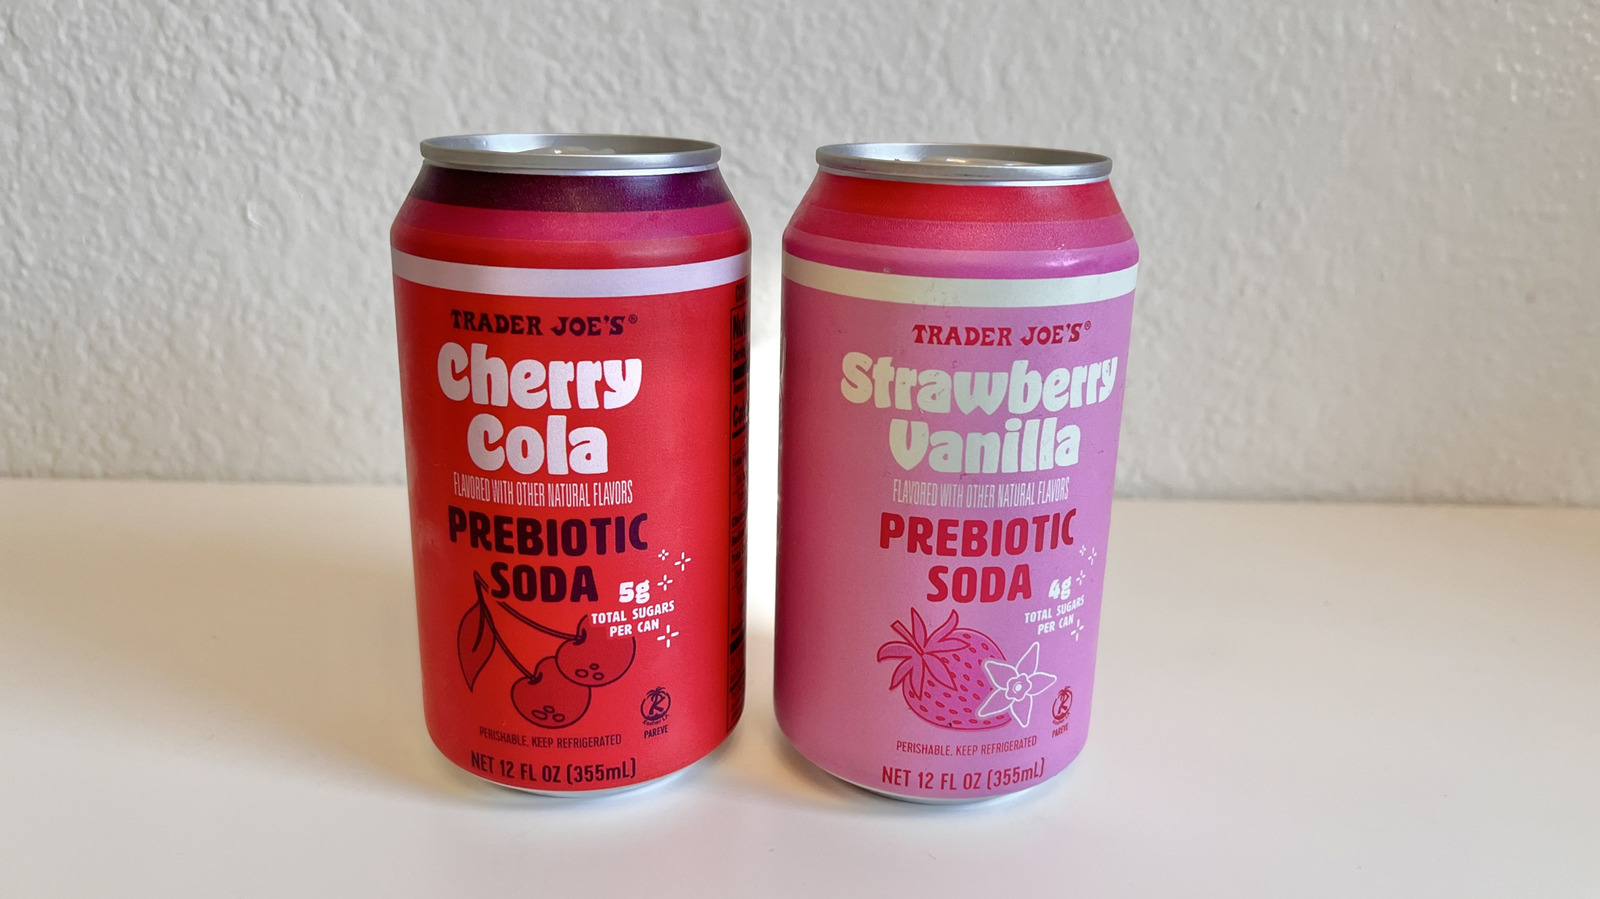 TRADER JOE'S®
Cherry
Cola
FLAVORED WITH OTHER NATURAL FLAVORS
PREBIOTIC
SODA
5g
TOTAL SUGARS
PER CAN
PAREVE
PERISHABLE, KEEP REFRIGERATED
NET 12 FL OZ (355mL)
TRADER JOE'S®
Strawberry
Vanilla
FLAVORED WITH OTHER NATURAL FLAVORS
PREBIOTIC
SODA
4g
TOTAL SUGARS
PER CAN
PAREVE
PERISHABLE, KEEP REFRIGERATED
NET 12 FL OZ (355mL)